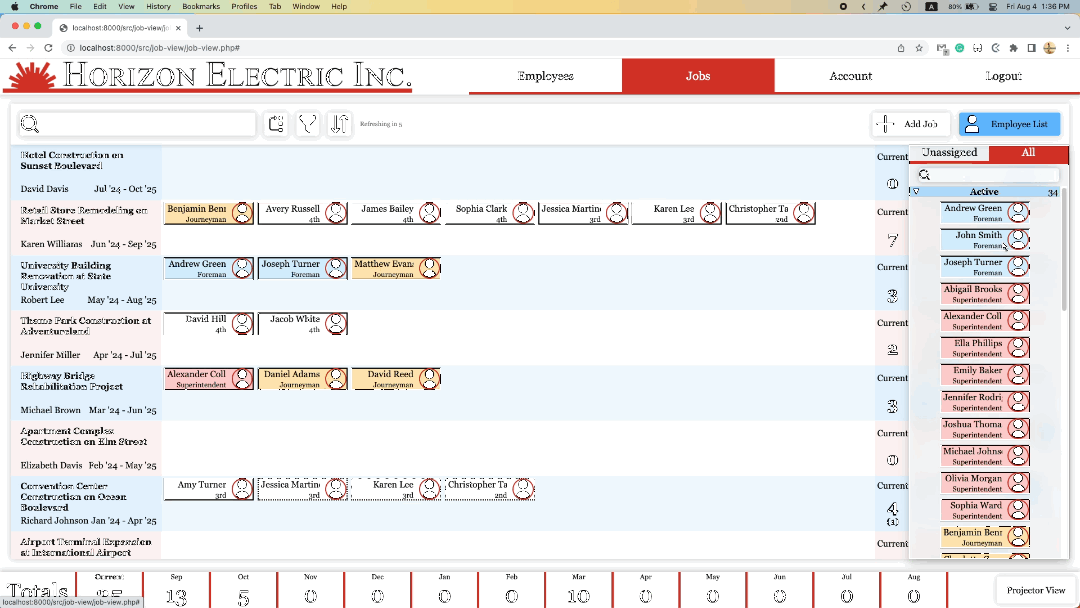 Chrome File Edit View History Bookmarks Profiles Tab Window Help
A 80% Fri Aug 4 1:36 PM
localhost:8000/src/job-view/jo
localhost:8000/src/job-view/job-view.php#
HORIZON ELECTRIC INC.
Employees Jobs Account Logout
Refreshing in 5
Add Job Employee List
Hotel Construction on
Sunset Boulevard
David Davis Jul '24 - Oct '25
Current
0
Retail Store Remodeling on
Market Street
Karen Williams Jun '24 - Sep '25
Benjamin Benn
Journeyman
Avery Russell
4th
James Bailey
4th
Sophia Clark
4th
Jessica Martin
3rd
Karen Lee
3rd
Christopher Ta
2nd
Current
7
University Building
Renovation at State
University
Robert Lee May '24 - Aug '25
Andrew Green
Foreman
Joseph Turner
Foreman
Matthew Evans
Journeyman
Current
3
Theme Park Construction at
Adventureland
Jennifer Miller Apr '24 - Jul '25
David Hill
4th
Jacob White
4th
Current
2
Highway Bridge
Rehabilitation Project
Michael Brown Mar '24 - Jun '25
Alexander Coll
Superintendent
Daniel Adams
Journeyman
David Reed
Journeyman
Current
3
Apartment Complex
Construction on Elm Street
Elizabeth Davis Feb '24 - May '25
Current
0
Convention Center
Construction on Ocean
Boulevard
Richard Johnson Jan '24 - Apr '25
Amy Turner
3rd
Jessica Martin
3rd
Karen Lee
3rd
Christopher Ta
2nd
Current
4
(3)
Airport Terminal Expansion
at International Airport
Current
Unassigned All
Active 34
Andrew Green
Foreman
John Smith
Foreman
Joseph Turner
Foreman
Abigail Brooks
Superintendent
Alexander Coll
Superintendent
Ella Phillips
Superintendent
Emily Baker
Superintendent
Jennifer Rodri
Superintendent
Joshua Thoma
Superintendent
Michael Johns
Superintendent
Olivia Morgan
Superintendent
Sophia Ward
Superintendent
Benjamin Benn
Journeyman
Totals
Current Sep Oct Nov Dec Jan Feb Mar Apr May Jun Jul Aug
13 5 0 0 0 0 10 0 0 0 0 0
Projector View
localhost:8000/src/job-view/job-view.php#